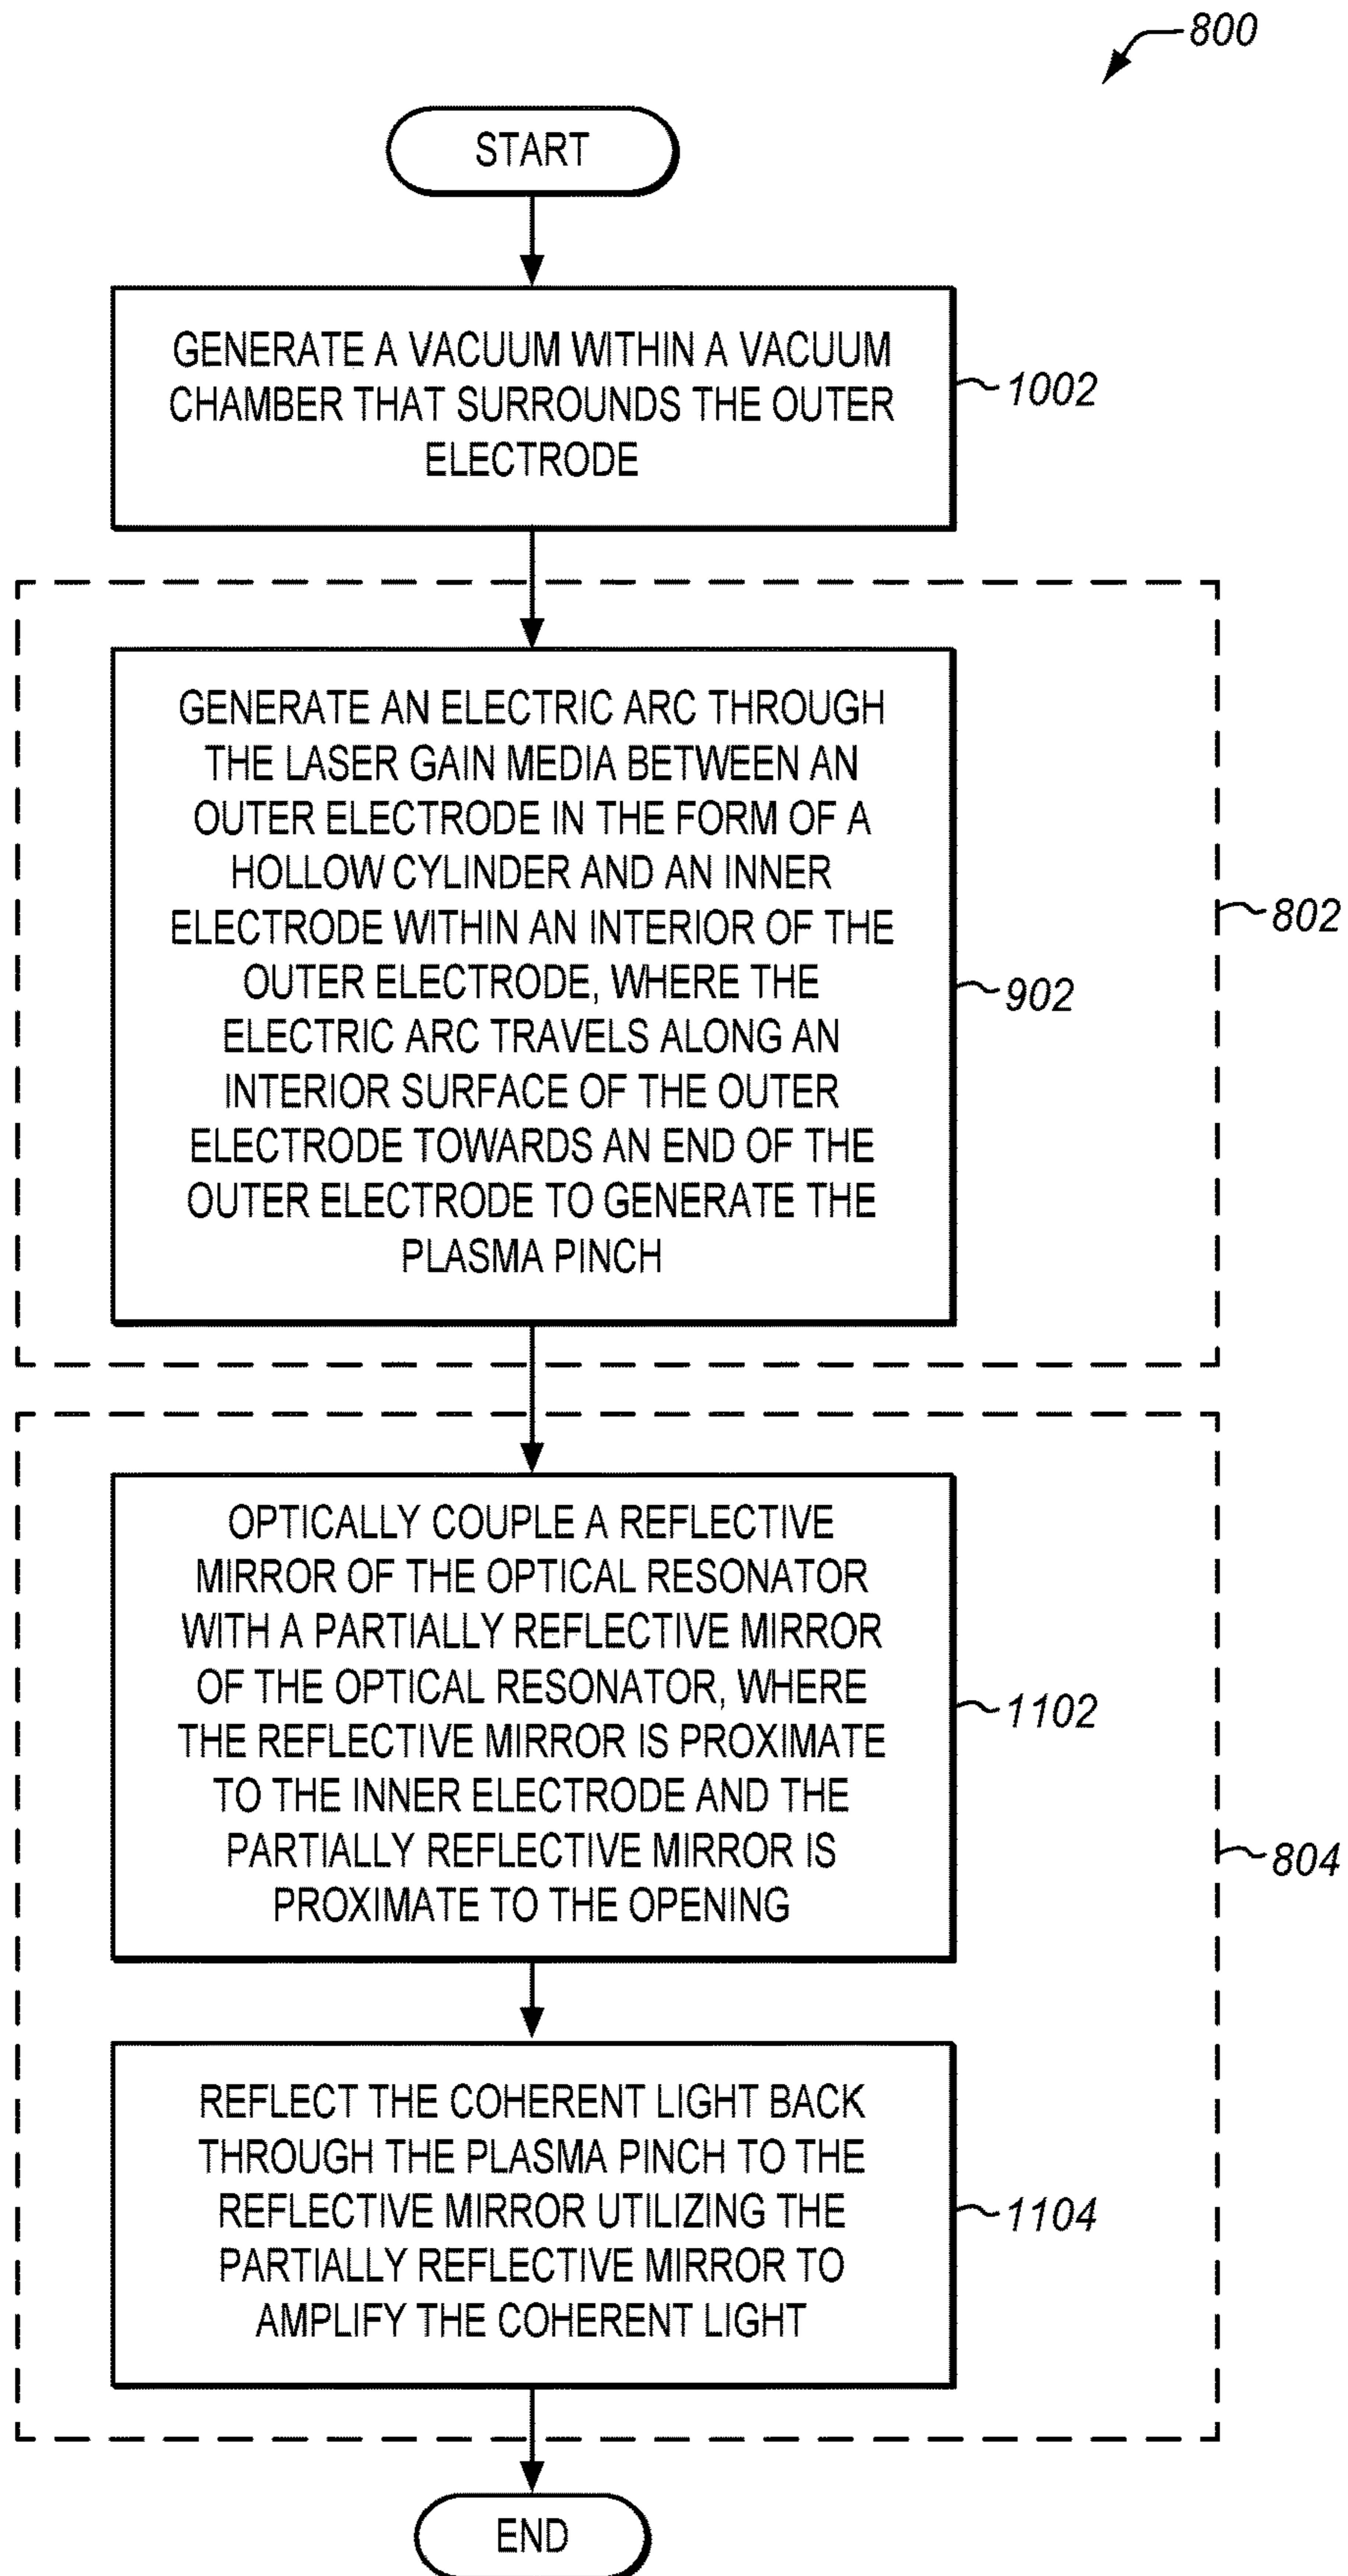 800
START
GENERATE A VACUUM WITHIN A VACUUM
CHAMBER THAT SURROUNDS THE OUTER
ELECTRODE
1002
GENERATE AN ELECTRIC ARC THROUGH
THE LASER GAIN MEDIA BETWEEN AN
OUTER ELECTRODE IN THE FORM OF A
HOLLOW CYLINDER AND AN INNER
ELECTRODE WITHIN AN INTERIOR OF THE
OUTER ELECTRODE, WHERE THE
ELECTRIC ARC TRAVELS ALONG AN
INTERIOR SURFACE OF THE OUTER
ELECTRODE TOWARDS AN END OF THE
OUTER ELECTRODE TO GENERATE THE
PLASMA PINCH
902
802
OPTICALLY COUPLE A REFLECTIVE
MIRROR OF THE OPTICAL RESONATOR
WITH A PARTIALLY REFLECTIVE MIRROR
OF THE OPTICAL RESONATOR, WHERE
THE REFLECTIVE MIRROR IS PROXIMATE
TO THE INNER ELECTRODE AND THE
PARTIALLY REFLECTIVE MIRROR IS
PROXIMATE TO THE OPENING
1102
804
REFLECT THE COHERENT LIGHT BACK
THROUGH THE PLASMA PINCH TO THE
REFLECTIVE MIRROR UTILIZING THE
PARTIALLY REFLECTIVE MIRROR TO
AMPLIFY THE COHERENT LIGHT
1104
END